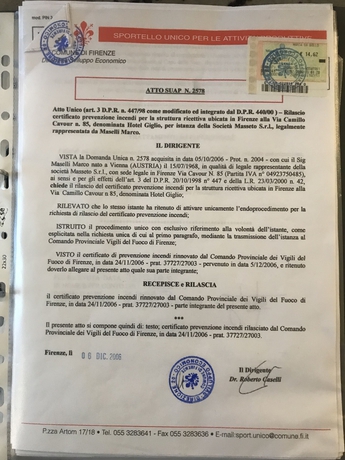 mod. 599.7
SPORTELLO UNICO PER LE ATTIVITÀ
DI FIRENZE
Sviluppo Economico
€ 14,62
ATTO SUAP N. 2578
Atto Unico (art. 3 D.P.R. n. 447/98 come modificato ed integrato dal D.P.R. 440/00 ) – Rilascio
certificato prevenzione incendi per la struttura ricettiva ubicata in Firenze alla Via Camillo
Cavour n. 85, denominata Hotel Giglio, per istanza della Società Masseto S.r.l., legalmente
rappresentata da Maselli Marco.
IL DIRIGENTE
VISTA la Domanda Unica n. 2578 acquisita in data 05/10/2006 - Prot. n. 2004 - con cui il Sig
Maselli Marco nato a Vienna (AUSTRIA) il 15/07/1968, in qualità di legale rappresentante della
società Masseto S.r.l., con sede legale in Firenze Via Cavour n. 85 (Partita IVA n° 04923750485),
ai sensi e per gli effetti dell'art. 3 del D.P.R. 20/10/1998 n° 447 e della L.R. 23/03/2000 n. 42,
chiede il rilascio del certificato prevenzione incendi per la struttura ricettiva ubicata in Firenze alla
Via Camillo Cavour n. 85, denominata Hotel Giglio;
RILEVATO che lo stesso istante ha ritenuto di attivare unicamente l'endoprocedimento per la
richiesta di rilascio del certificato prevenzione incendi;
ISTRUITO il procedimento unico con esclusivo riferimento alla volontà dell'istante, come
esplicitata nella richiesta unica di cui al primo paragrafo, mediante la trasmissione dell'istanza al
Comando Provinciale Vigili del Fuoco di Firenze;
VISTO il certificato di prevenzione incendi rinnovato dal Comando Provinciale dei Vigili del Fuoco
di Firenze, in data 24/11/2006 - prat. 37727/27003 - pervenuto in data 5/12/2006, e ritenuto
doverlo allegare al presente atto quale sua parte integrante;
RECEPISCE e RILASCIA
il certificato prevenzione incendi rinnovato dal Comando Provinciale dei Vigili del Fuoco di
Firenze, in data 24/11/2006 - prat. 37727/27003 - parte integrante del presente atto.
***
Il presente atto si compone quindi di: testo; certificato prevenzione incendi rilasciato dal Comando
Provinciale dei Vigili del Fuoco di Firenze, in data 24/11/2006 - prat. 37727/27003.
Firenze, lì 06 DIC. 2006
Il Dirigente
Dr. Roberto Gaselli
P.zza Artom 17/18 • Tel. 055 3283641 - Fax 055 3283636 • E-mail:sport.unico@comune.fi.it